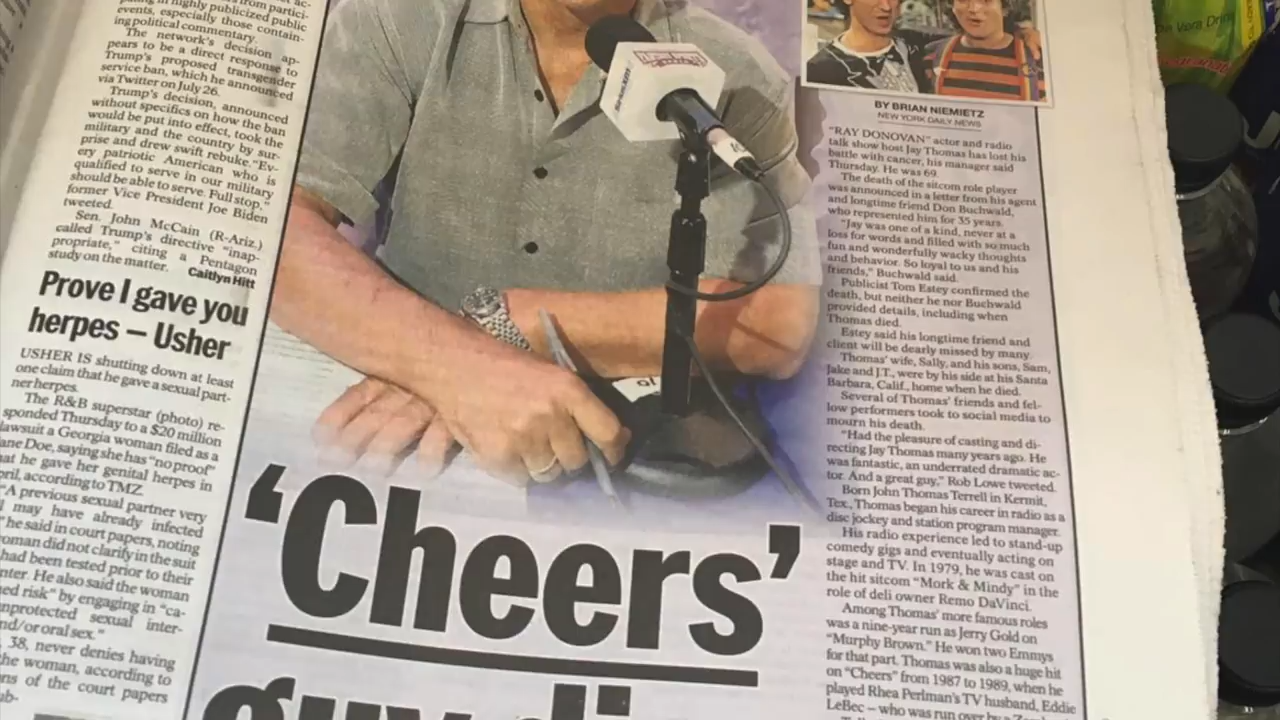 from partici-
pating in highly publicized public
events, especially those contain-
ing political commentary.
The network's decision ap-
pears to be a direct response to
Trump's proposed transgender
service ban, which he announced
via Twitter on July 26.
Trump's decision, announced
without specifics on how the ban
would be put into effect, took the
military and the country by sur-
prise and drew swift rebuke. "Ev-
ery patriotic American who is
qualified to serve in our military
should be able to serve. Full stop,"
former Vice President Joe Biden
tweeted.
Sen. John McCain (R-Ariz.)
called Trump's directive "inap-
propriate," citing a Pentagon
study on the matter. Caitlyn Hitt
Prove I gave you
herpes – Usher
USHER IS shutting down at least
one claim that he gave a sexual part-
ner herpes.
The R&B superstar (photo) re-
sponded Thursday to a $20 million
lawsuit a Georgia woman filed as a
ane Doe, saying she has "no proof"
at he gave her genital herpes in
pril, according to TMZ.
"A previous sexual partner very
may have already infected
" he said in court papers, noting
oman did not clarify in the suit
had been tested prior to their
nter. He also said the woman
ned risk" by engaging in "ca-
nprotected sexual inter-
nd/or oral sex."
, 38, never denies having
he woman, according to
ns of the court papers
ub-
'Cheers'
guy di
BY BRIAN NIEMIETZ
NEW YORK DAILY NEWS
"RAY DONOVAN" actor and radio
talk show host Jay Thomas has lost his
battle with cancer, his manager said
Thursday. He was 69.
The death of the sitcom role player
was announced in a letter from his agent
and longtime friend Don Buchwald,
who represented him for 35 years.
"Jay was one of a kind, never at a
loss for words and filled with so much
fun and wonderfully wacky thoughts
and behavior. So loyal to us and his
friends," Buchwald said.
Publicist Tom Estey confirmed the
death, but neither he nor Buchwald
provided details, including when
Thomas died.
Estey said his longtime friend and
client will be dearly missed by many.
Thomas' wife, Sally, and his sons, Sam,
Jake and J.T., were by his side at his Santa
Barbara, Calif., home when he died.
Several of Thomas' friends and fel-
low performers took to social media to
mourn his death.
"Had the pleasure of casting and di-
recting Jay Thomas many years ago. He
was fantastic, an underrated dramatic ac-
tor. And a great guy," Rob Lowe tweeted.
Born John Thomas Terrell in Kermit,
Tex., Thomas began his career in radio as a
disc jockey and station program manager.
His radio experience led to stand-up
comedy gigs and eventually acting on
stage and TV. In 1979, he was cast on
the hit sitcom "Mork & Mindy" in the
role of deli owner Remo DaVinci.
Among Thomas' more famous roles
was a nine-year run as Jerry Gold on
"Murphy Brown." He won two Emmys
for that part. Thomas was also a huge hit
on "Cheers" from 1987 to 1989, when he
played Rhea Perlman's TV husband, Eddie
LeBec – who was run over by a